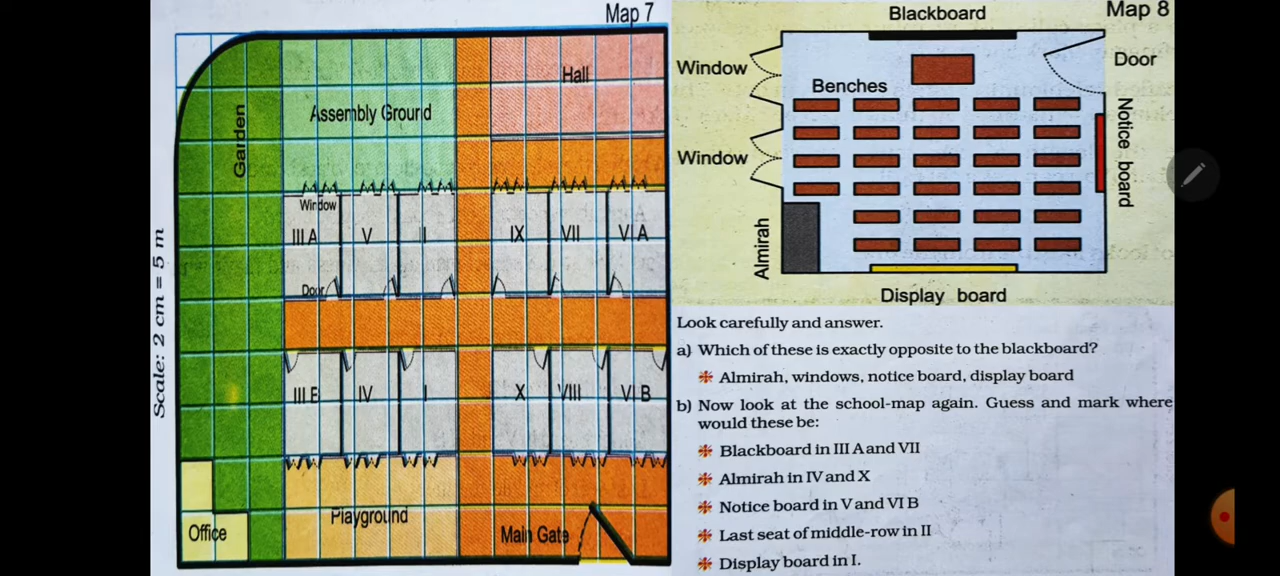 Map 7
Garden
Assembly Ground
Hall
Window
III A
V
II
IX
VII
VI A
Door
III B
IV
I
X
VIII
VI B
Office
Playground
Main Gate
Scale: 2 cm = 5 m
Blackboard
Map 8
Window
Door
Benches
Notice board
Window
Almirah
Display board
Look carefully and answer.
a) Which of these is exactly opposite to the blackboard?
Almirah, windows, notice board, display board
b) Now look at the school-map again. Guess and mark where
would these be:
Blackboard in III A and VII
Almirah in IV and X
Notice board in V and VI B
Last seat of middle-row in II
Display board in I.